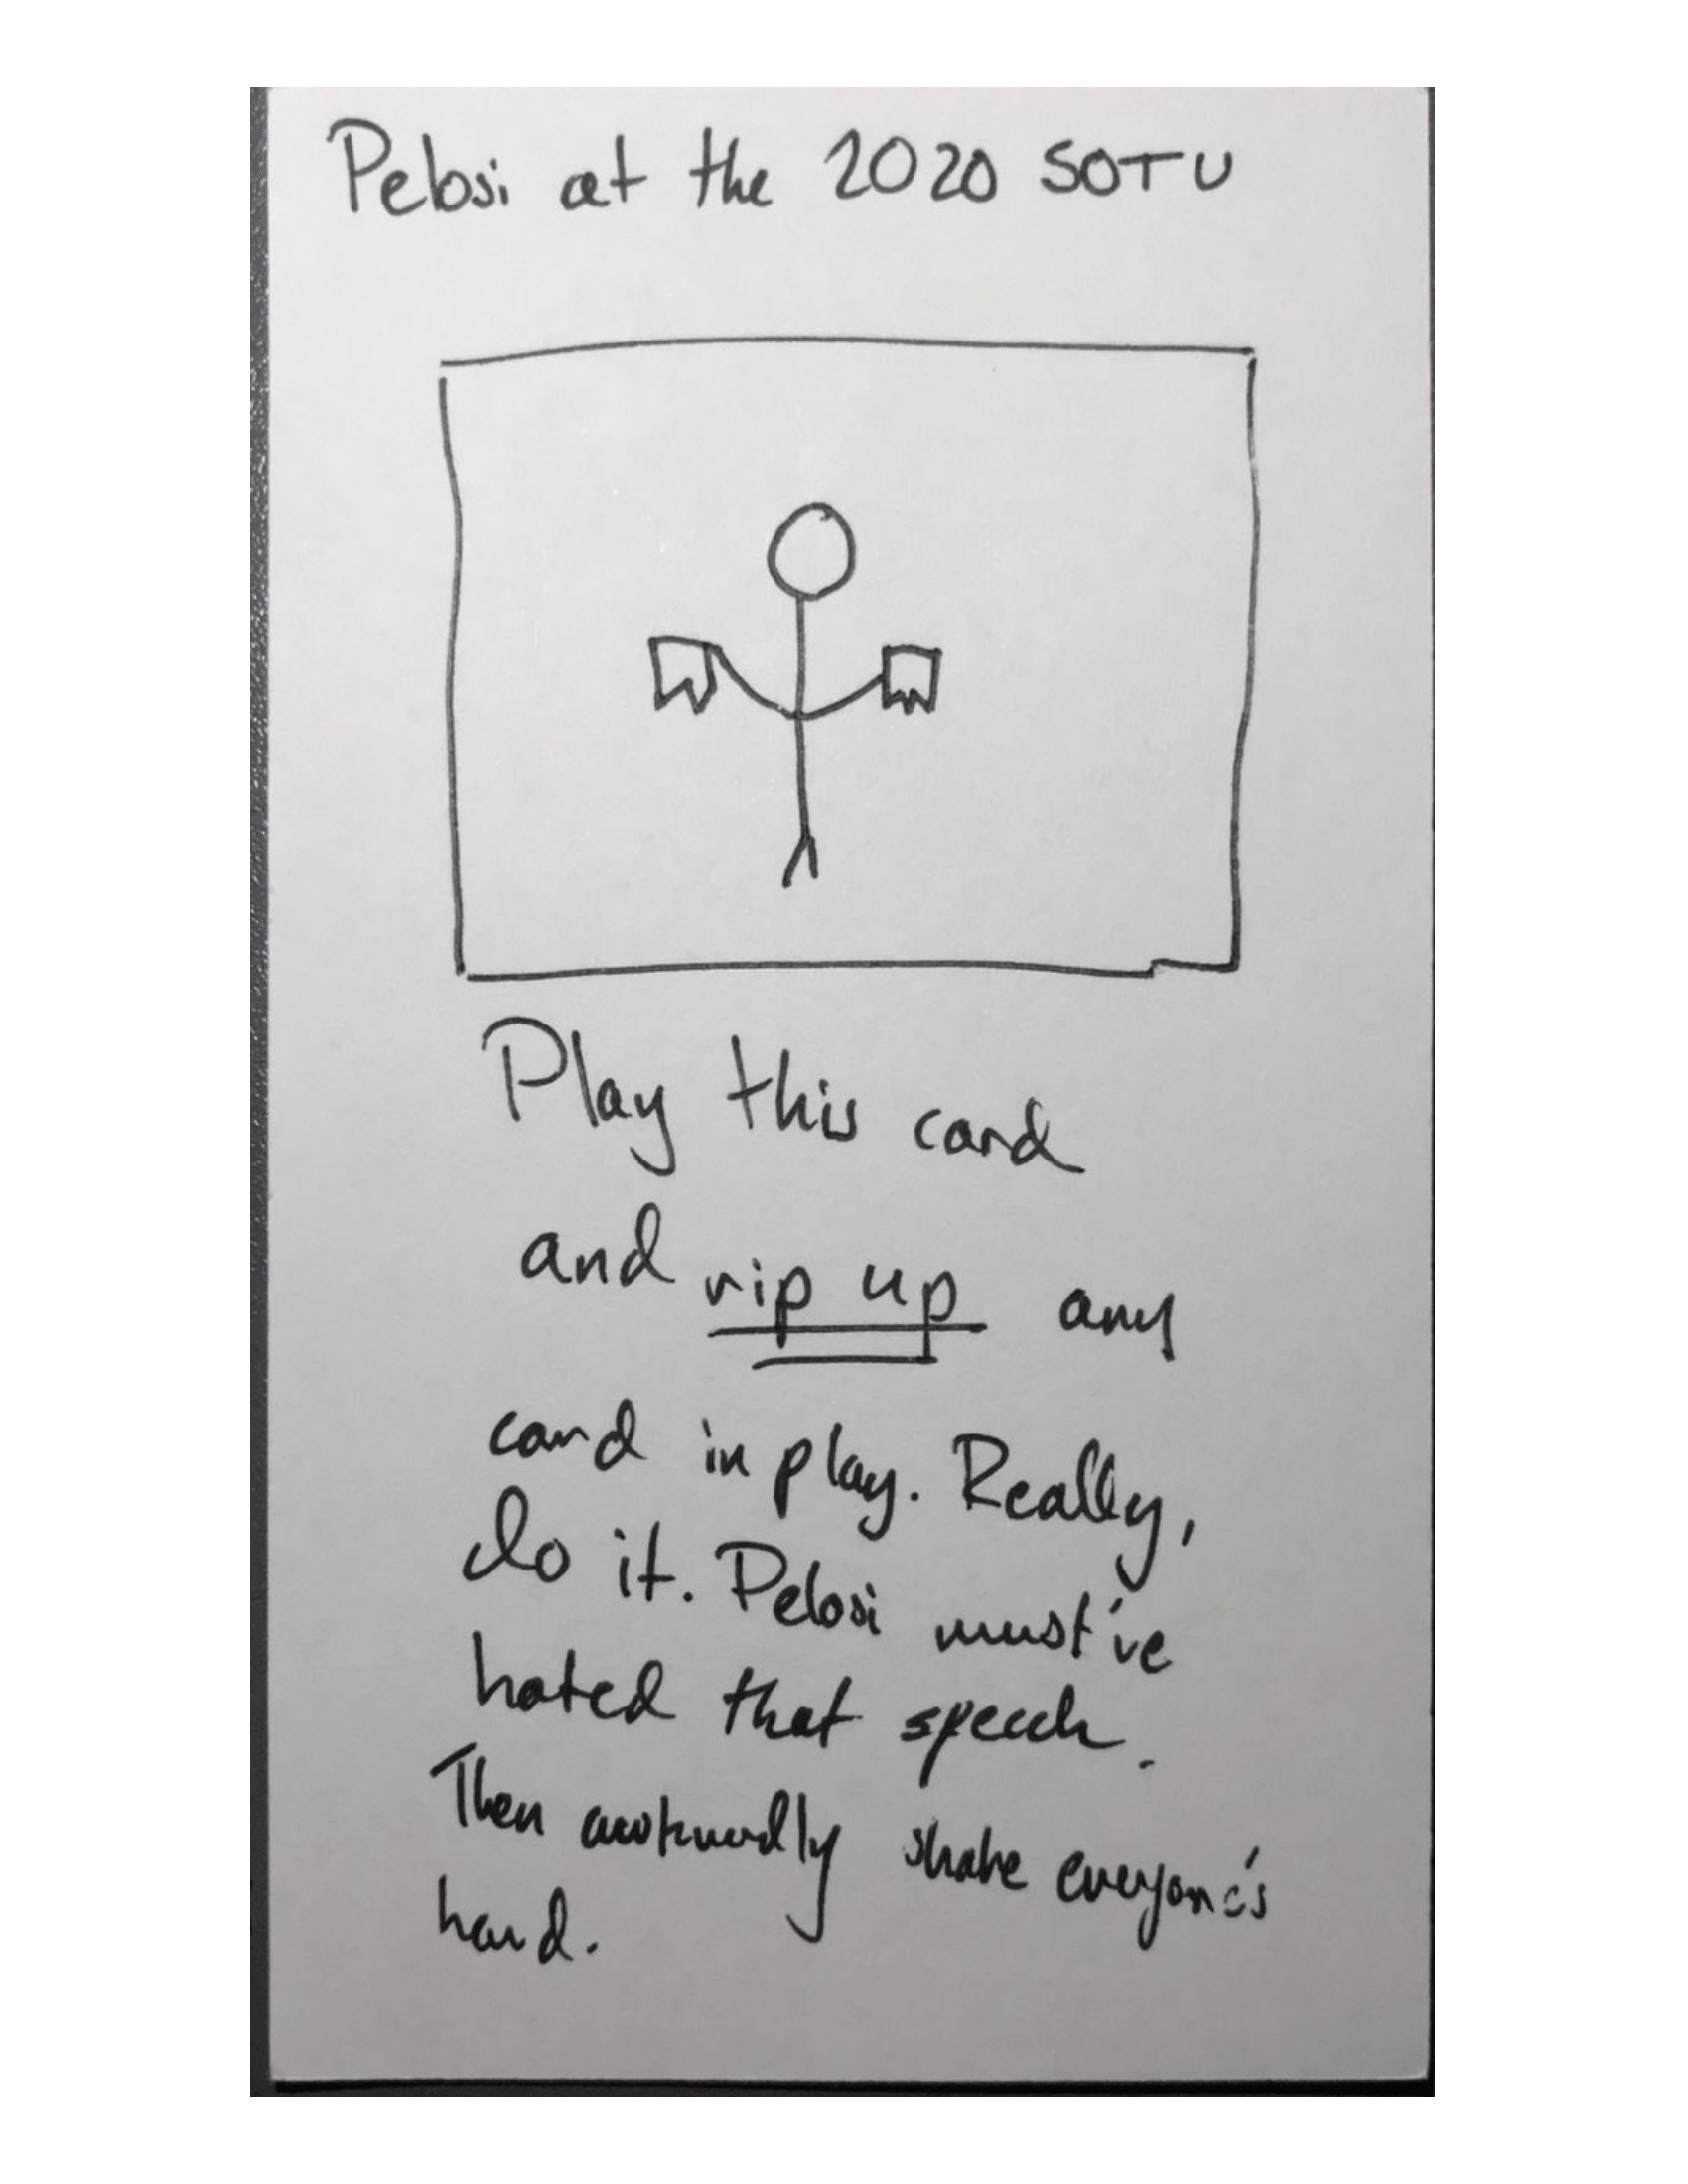 Pelosi at the 2020 SOTU
Play this card
and rip up any
card in play. Really,
do it. Pelosi must've
hated that speech.
Then awkwardly shake everyone's
hand.